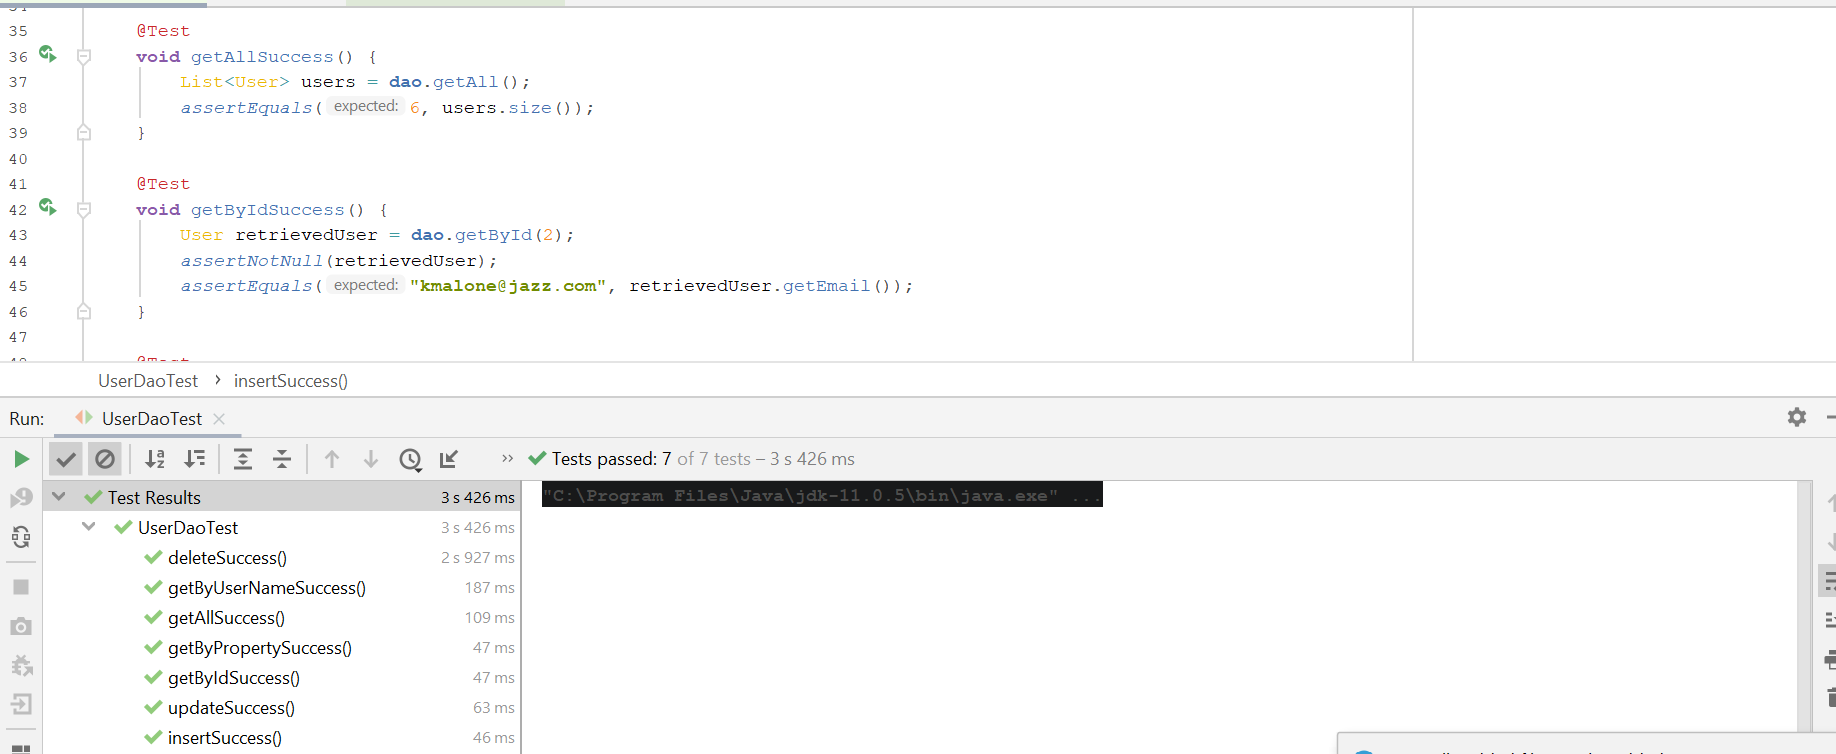 35 @Test
36 void getAllSuccess() {
37 List<User> users = dao.getAll();
38 assertEquals( expected: 6, users.size());
39 }
40
41 @Test
42 void getByIdSuccess() {
43 User retrievedUser = dao.getById(2);
44 assertNotNull(retrievedUser);
45 assertEquals( expected: "kmalone@jazz.com", retrievedUser.getEmail());
46 }
47
UserDaoTest › insertSuccess()
Run: UserDaoTest
Tests passed: 7 of 7 tests – 3 s 426 ms
Test Results 3 s 426 ms
"C:\Program Files\Java\jdk-11.0.5\bin\java.exe" ...
UserDaoTest 3 s 426 ms
deleteSuccess() 2 s 927 ms
getByUserNameSuccess() 187 ms
getAllSuccess() 109 ms
getByPropertySuccess() 47 ms
getByIdSuccess() 47 ms
updateSuccess() 63 ms
insertSuccess() 46 ms